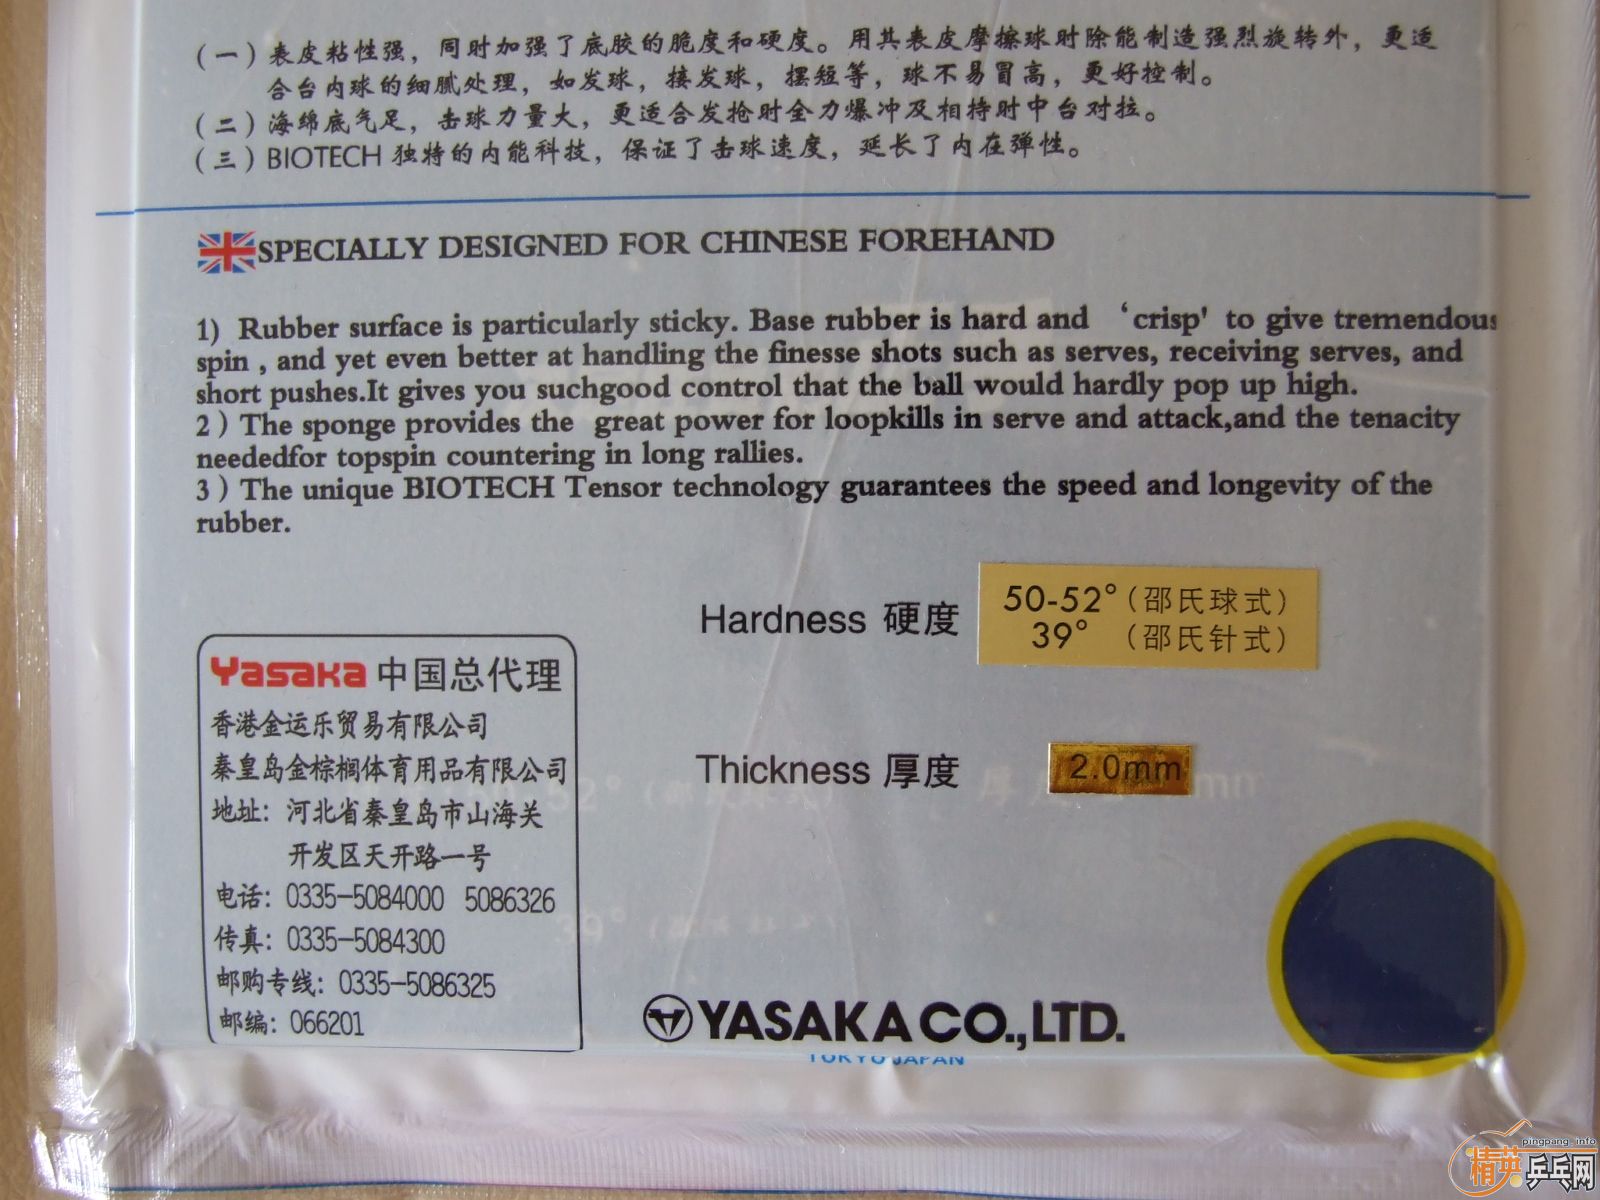 (一) 表皮粘性强，同时加强了底胶的脆度和硬度。用其表皮摩擦球时除能制造强烈旋转外，更适
合台内球的细腻处理，如发球，接发球，摆短等，球不易冒高，更好控制。
(二) 海绵底气足，击球力量大，更适合发抢时全力爆冲及相持时中台对拉。
(三) BIOTECH 独特的内能科技，保证了击球速度，延长了内在弹性。
SPECIALLY DESIGNED FOR CHINESE FOREHAND
1) Rubber surface is particularly sticky. Base rubber is hard and ‘crisp' to give tremendous
spin , and yet even better at handling the finesse shots such as serves, receiving serves, and
short pushes.It gives you suchgood control that the ball would hardly pop up high.
2 ) The sponge provides the great power for loopkills in serve and attack,and the tenacity
neededfor topspin countering in long rallies.
3 ) The unique BIOTECH Tensor technology guarantees the speed and longevity of the
rubber.
Hardness 硬度
50-52° (邵氏球式)
39° (邵氏针式)
Thickness 厚度 2.0mm
Yasaka 中国总代理
香港金运乐贸易有限公司
秦皇岛金棕榈体育用品有限公司
地址：河北省秦皇岛市山海关
开发区天开路一号
电话：0335-5084000 5086326
传真：0335-5084300
邮购专线：0335-5086325
邮编：066201
YASAKA CO.,LTD.
TOKYO JAPAN
pingpang.info
精英乒乓网